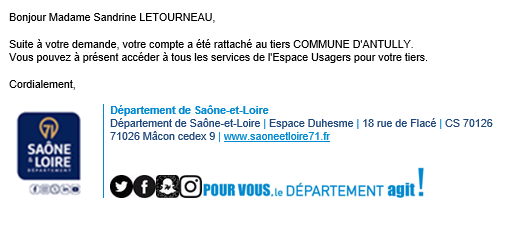 Bonjour Madame Sandrine LETOURNEAU,
Suite à votre demande, votre compte a été rattaché au tiers COMMUNE D'ANTULLY.
Vous pouvez à présent accéder à tous les services de l'Espace Usagers pour votre tiers.
Cordialement,
71
SAÔNE
& LOIRE
DÉPARTEMENT
Département de Saône-et-Loire
Département de Saône-et-Loire | Espace Duhesme | 18 rue de Flacé | CS 70126
71026 Mâcon cedex 9 | www.saoneetloire71.fr
POUR VOUS, le DÉPARTEMENT agit !